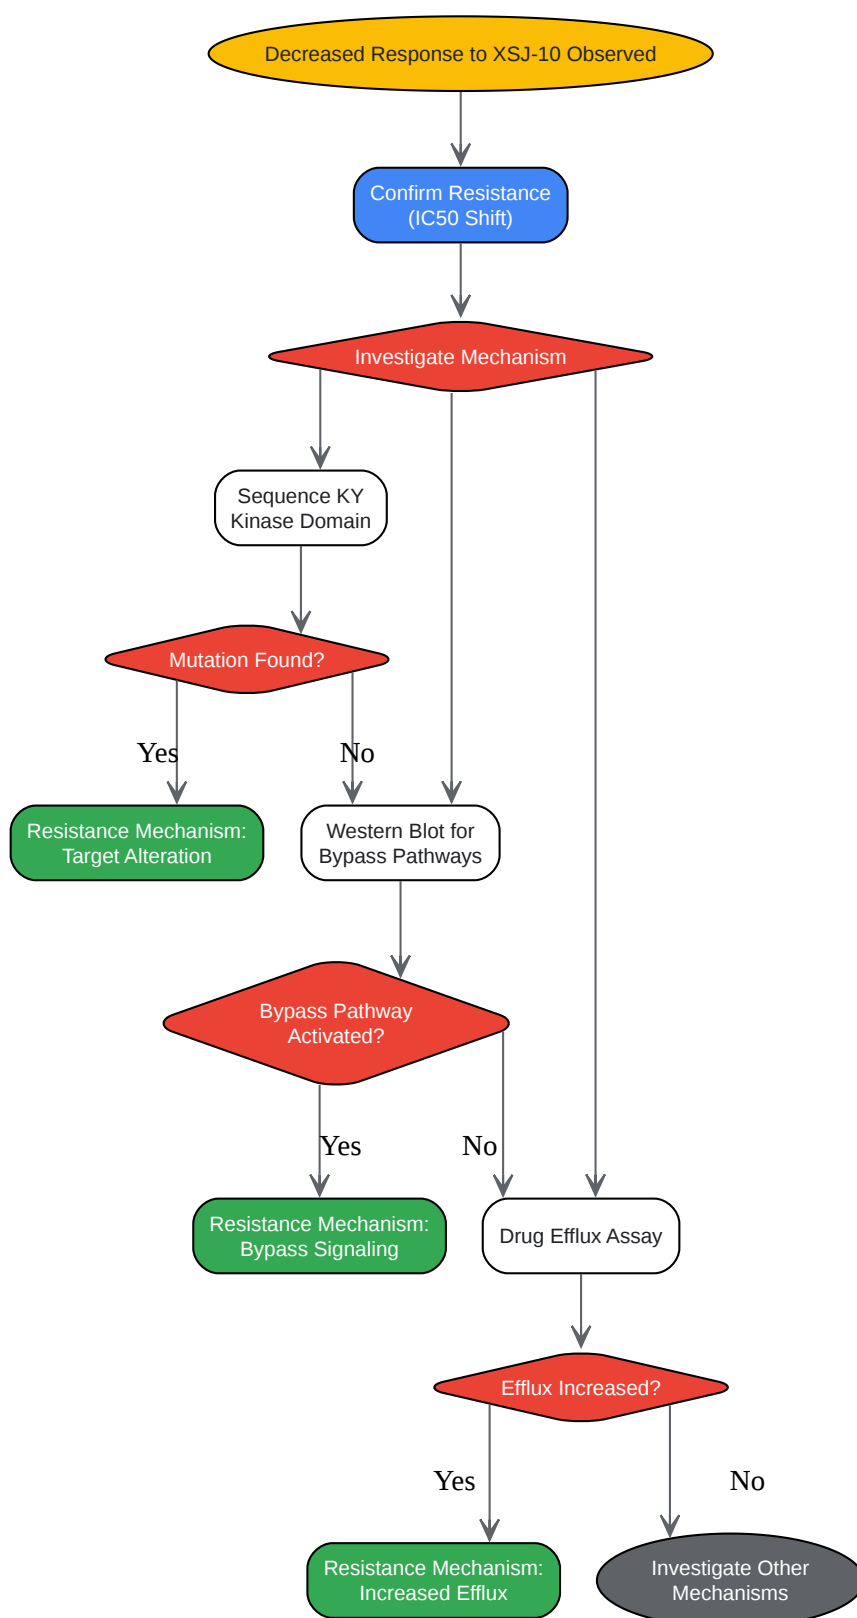 Decreased Response to XSJ-10 Observed
Confirm Resistance
(IC50 Shift)
Investigate Mechanism
Sequence KY
Kinase Domain
Mutation Found?
Yes
No
Resistance Mechanism:
Target Alteration
Western Blot for
Bypass Pathways
Bypass Pathway
Activated?
Yes
No
Resistance Mechanism:
Bypass Signaling
Drug Efflux Assay
Efflux Increased?
Yes
No
Resistance Mechanism:
Increased Efflux
Investigate Other
Mechanisms